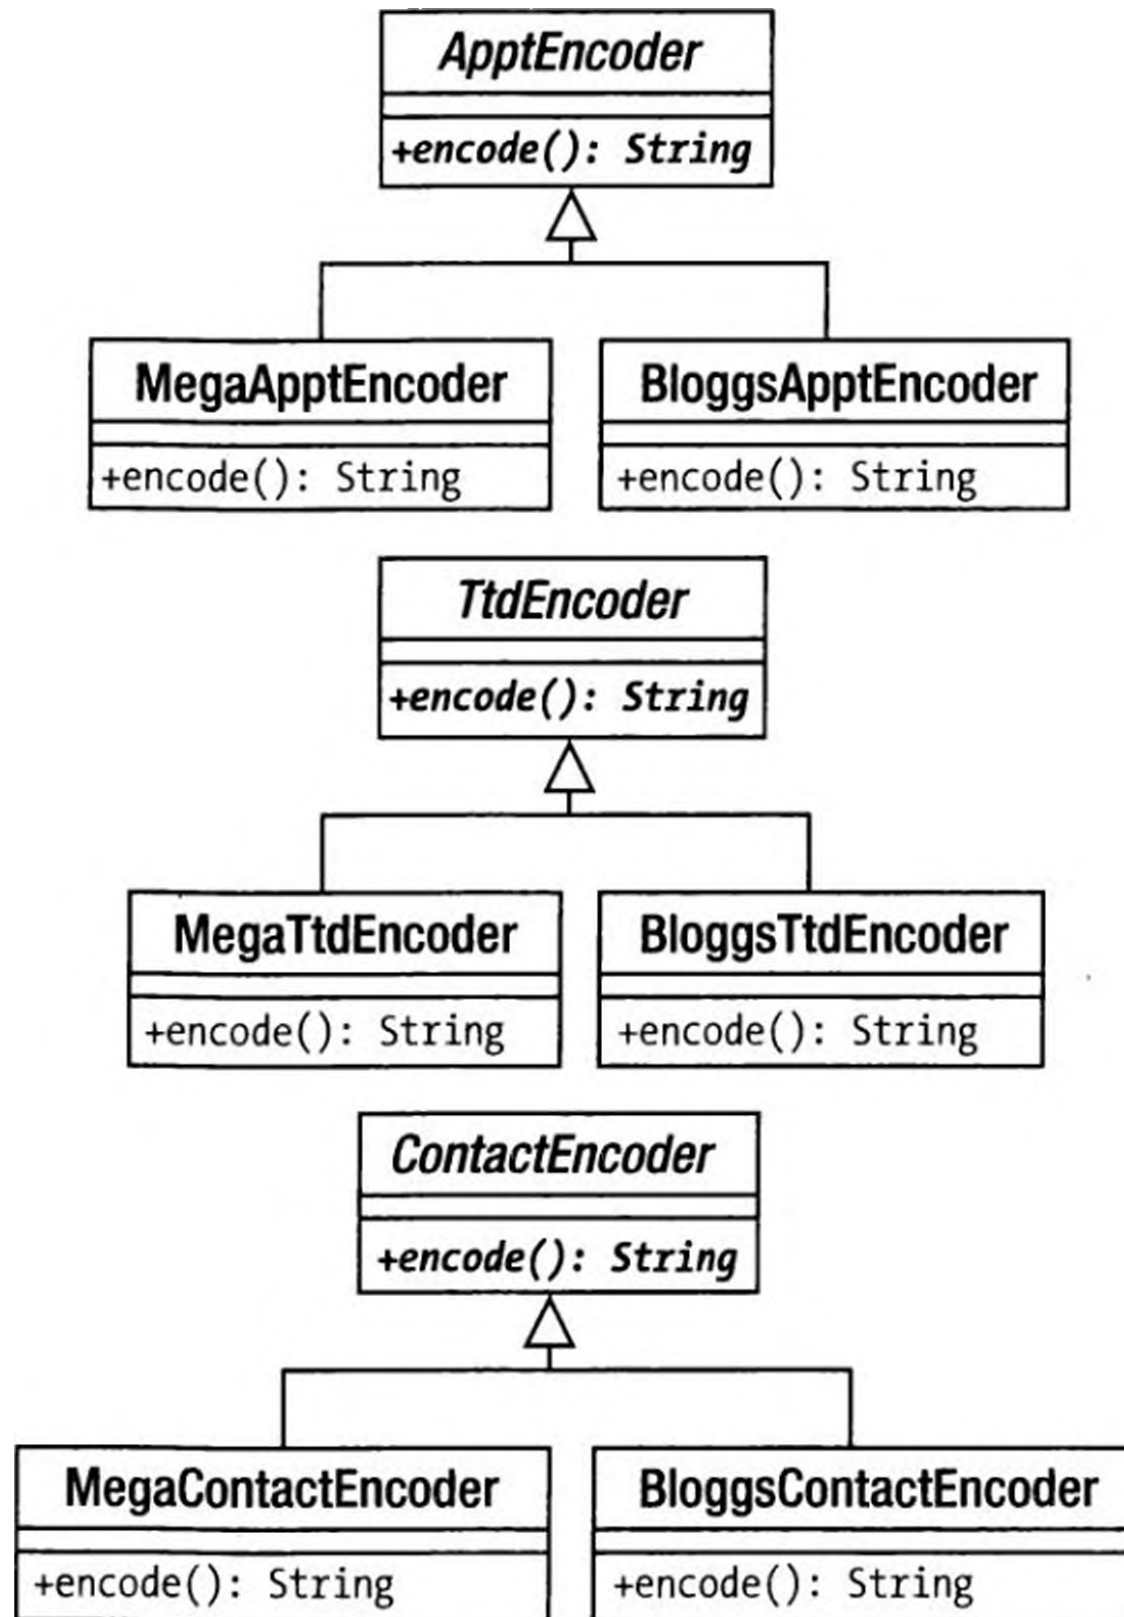 ApptEncoder
+encode(): String
MegaApptEncoder
+encode(): String
BloggsApptEncoder
+encode(): String
TtdEncoder
+encode(): String
MegaTtdEncoder
+encode(): String
BloggsTtdEncoder
+encode(): String
ContactEncoder
+encode(): String
MegaContactEncoder
+encode(): String
BloggsContactEncoder
+encode(): String